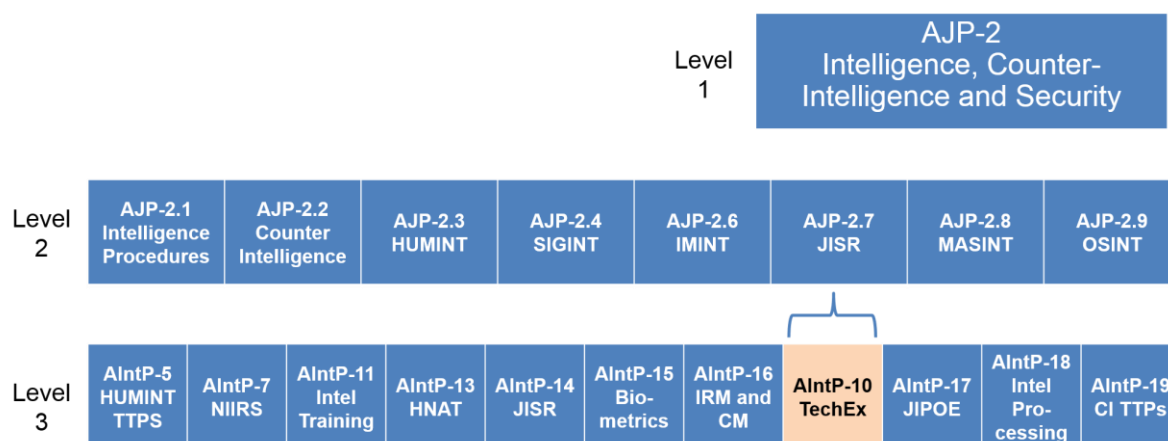 Level
1
AJP-2
Intelligence, Counter-
Intelligence and Security
Level
2
AJP-2.1
Intelligence
Procedures
AJP-2.2
Counter
Intelligence
AJP-2.3
HUMINT
AJP-2.4
SIGINT
AJP-2.6
IMINT
AJP-2.7
JISR
AJP-2.8
MASINT
AJP-2.9
OSINT
Level
3
AIntP-5
HUMINT
TTPS
AIntP-7
NIIRS
AIntP-11
Intel
Training
AIntP-13
HNAT
AIntP-14
JISR
AIntP-15
Bio-
metrics
AIntP-16
IRM and
CM
AIntP-10
TechEx
AIntP-17
JIPOE
AIntP-18
Intel
Pro-
cessing
AIntP-19
CI TTPs